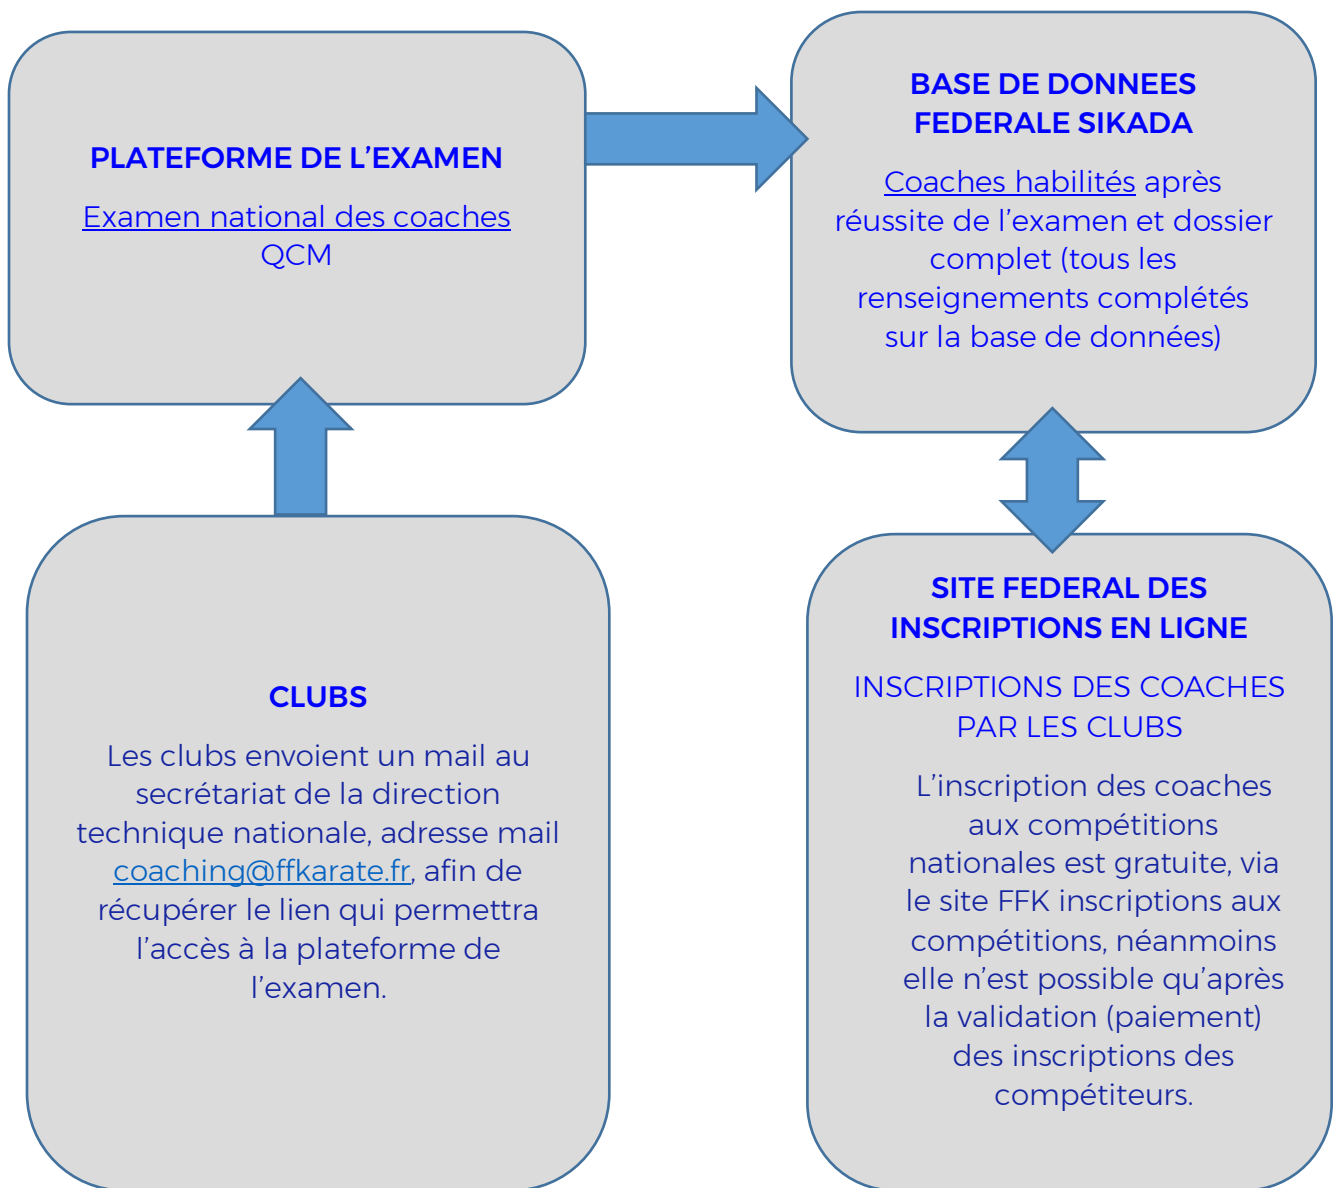 PLATEFORME DE L'EXAMEN
Examen national des coaches
QCM
BASE DE DONNEES
FEDERALE SIKADA
Coaches habilités après
réussite de l'examen et dossier
complet (tous les
renseignements complétés
sur la base de données)
CLUBS
Les clubs envoient un mail au
secrétariat de la direction
technique nationale, adresse mail
coaching@ffkarate.fr, afin de
récupérer le lien qui permettra
l'accès à la plateforme de
l'examen.
SITE FEDERAL DES
INSCRIPTIONS EN LIGNE
INSCRIPTIONS DES COACHES
PAR LES CLUBS
L'inscription des coaches
aux compétitions
nationales est gratuite, via
le site FFK inscriptions aux
compétitions, néanmoins
elle n'est possible qu'après
la validation (paiement)
des inscriptions des
compétiteurs.